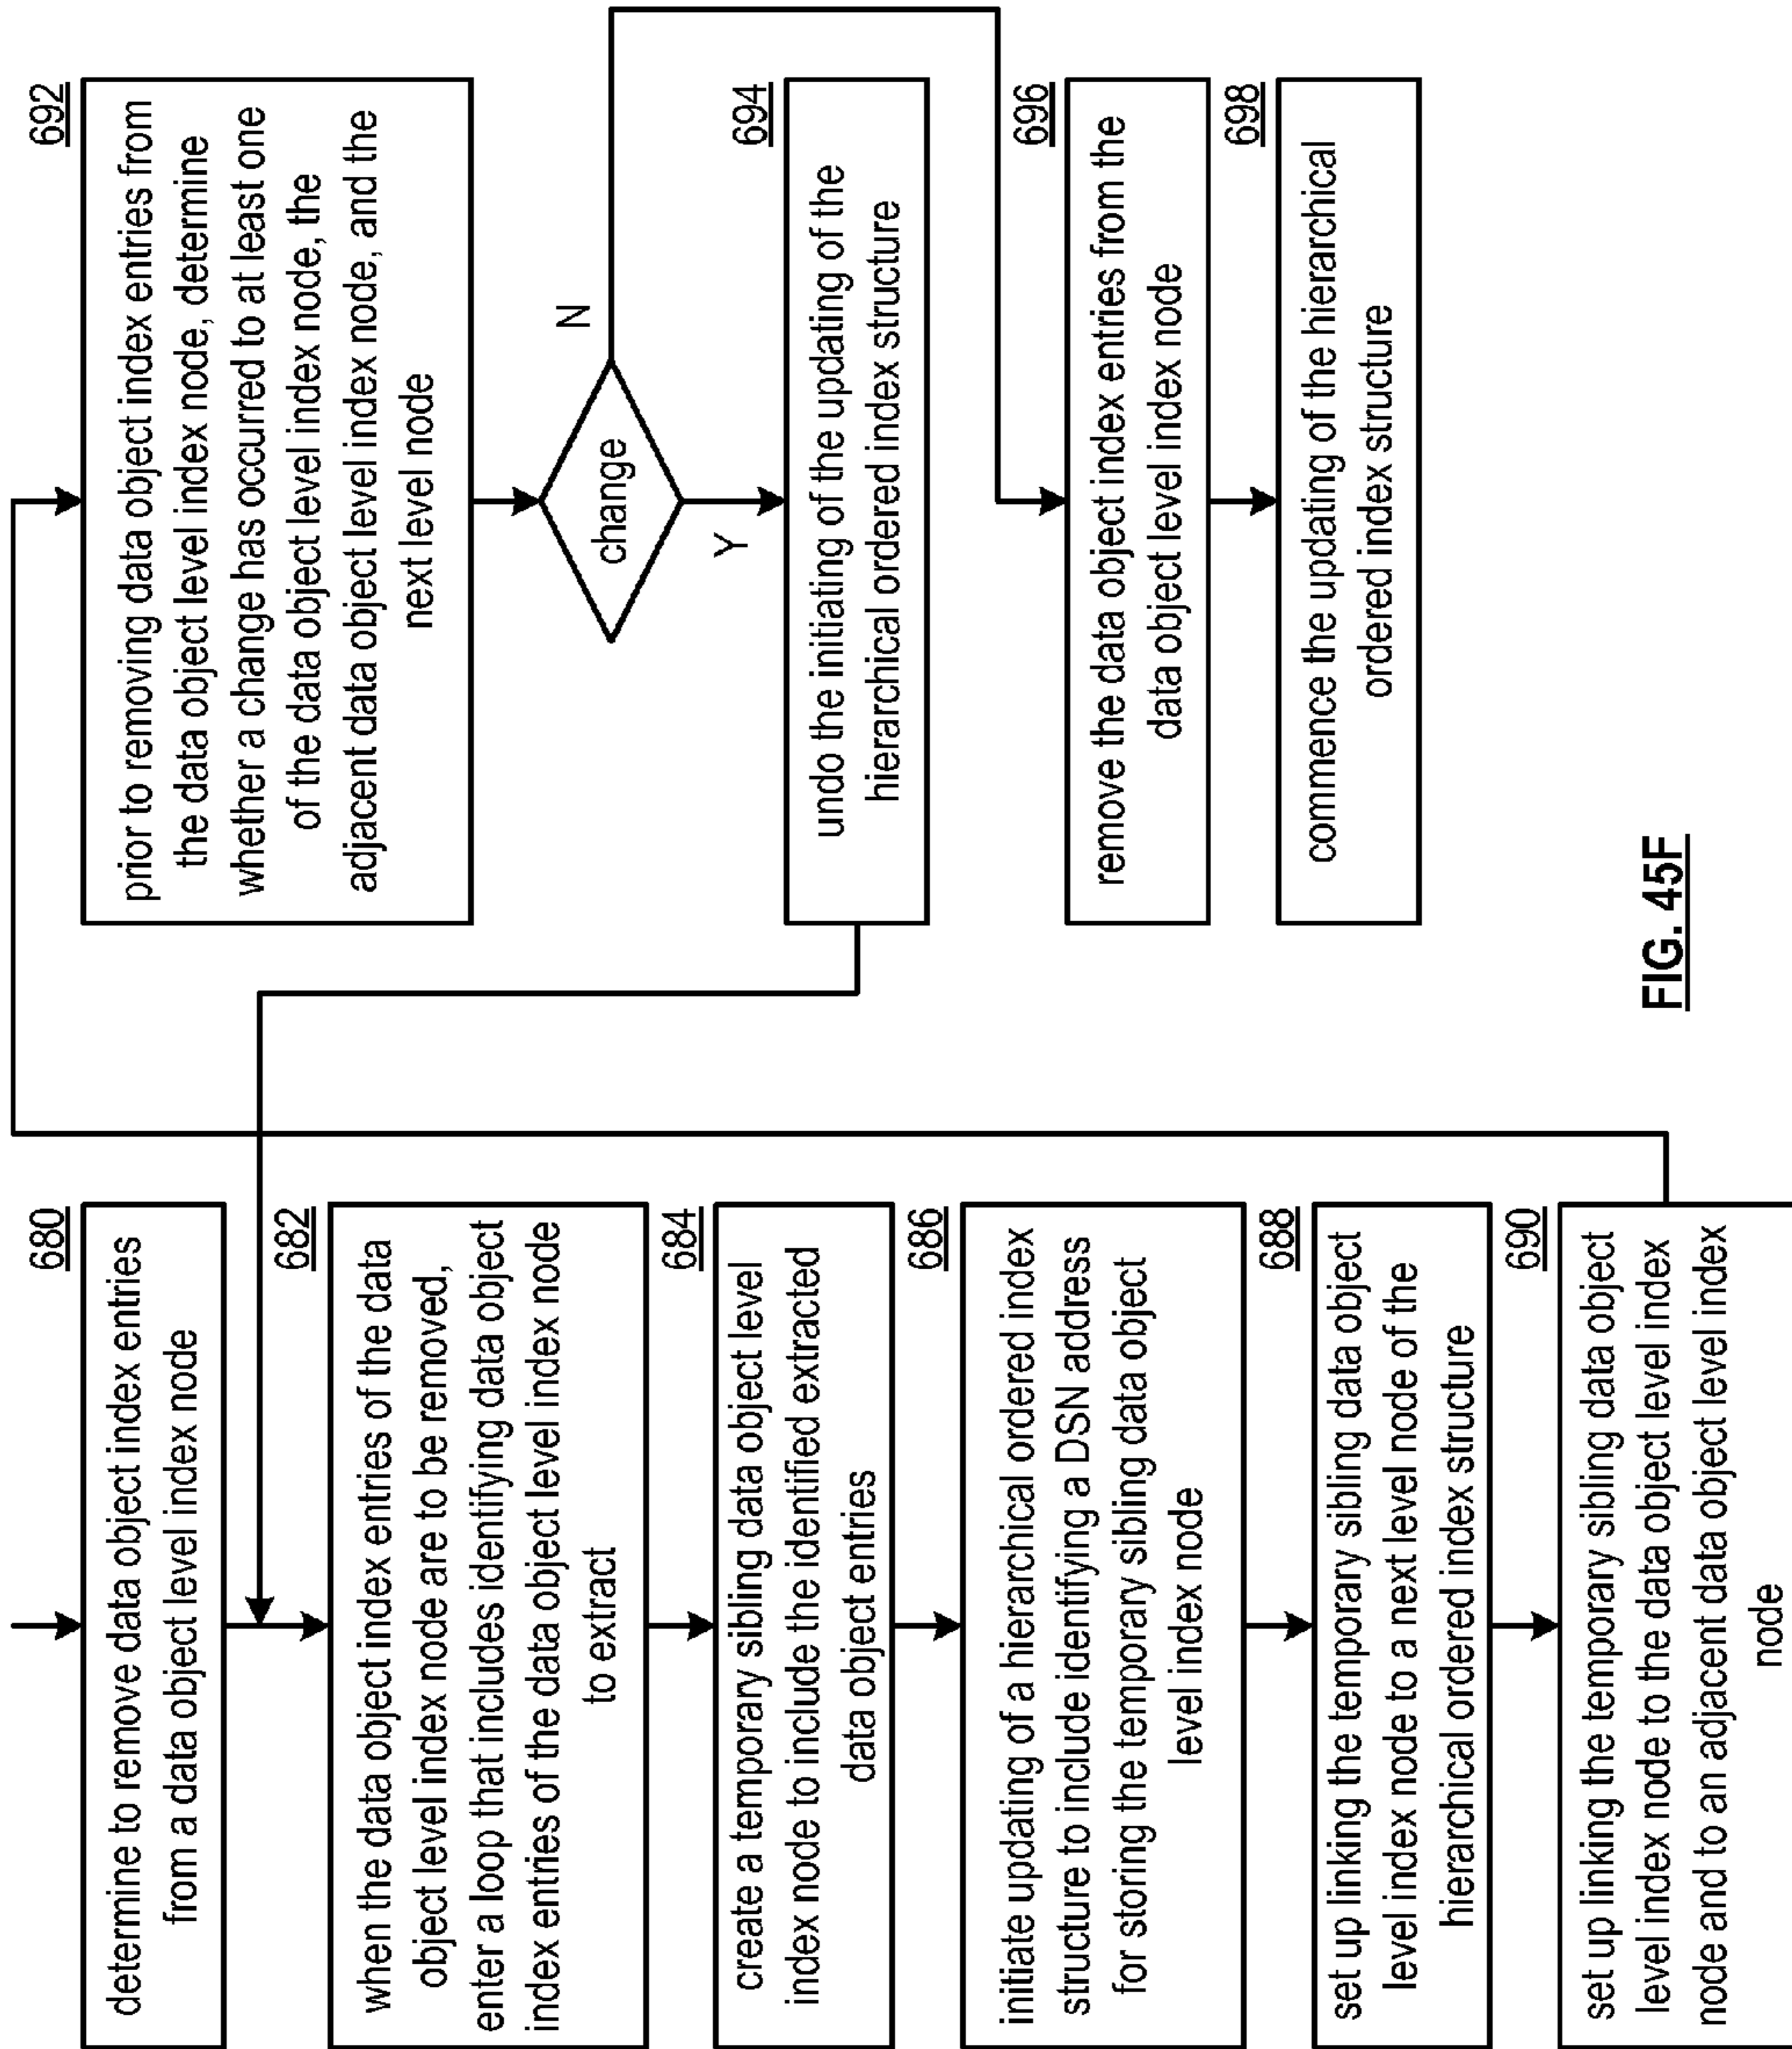 680
determine to remove data object index entries
from a data object level index node
682
when the data object index entries of the data
object level index node are to be removed,
enter a loop that includes identifying data object
index entries of the data object level index node
to extract
684
create a temporary sibling data object level
index node to include the identified extracted
data object entries
686
initiate updating of a hierarchical ordered index
structure to include identifying a DSN address
for storing the temporary sibling data object
level index node
688
set up linking the temporary sibling data object
level index node to a next level node of the
hierarchical ordered index structure
690
set up linking the temporary sibling data object
level index node to the data object level index
node and to an adjacent data object level index
node
692
prior to removing data object index entries from
the data object level index node, determine
whether a change has occurred to at least one
of the data object level index node, the
adjacent data object level index node, and the
next level node
change
N
Y
694
undo the initiating of the updating of the
hierarchical ordered index structure
696
remove the data object index entries from the
data object level index node
698
commence the updating of the hierarchical
ordered index structure
FIG. 45F